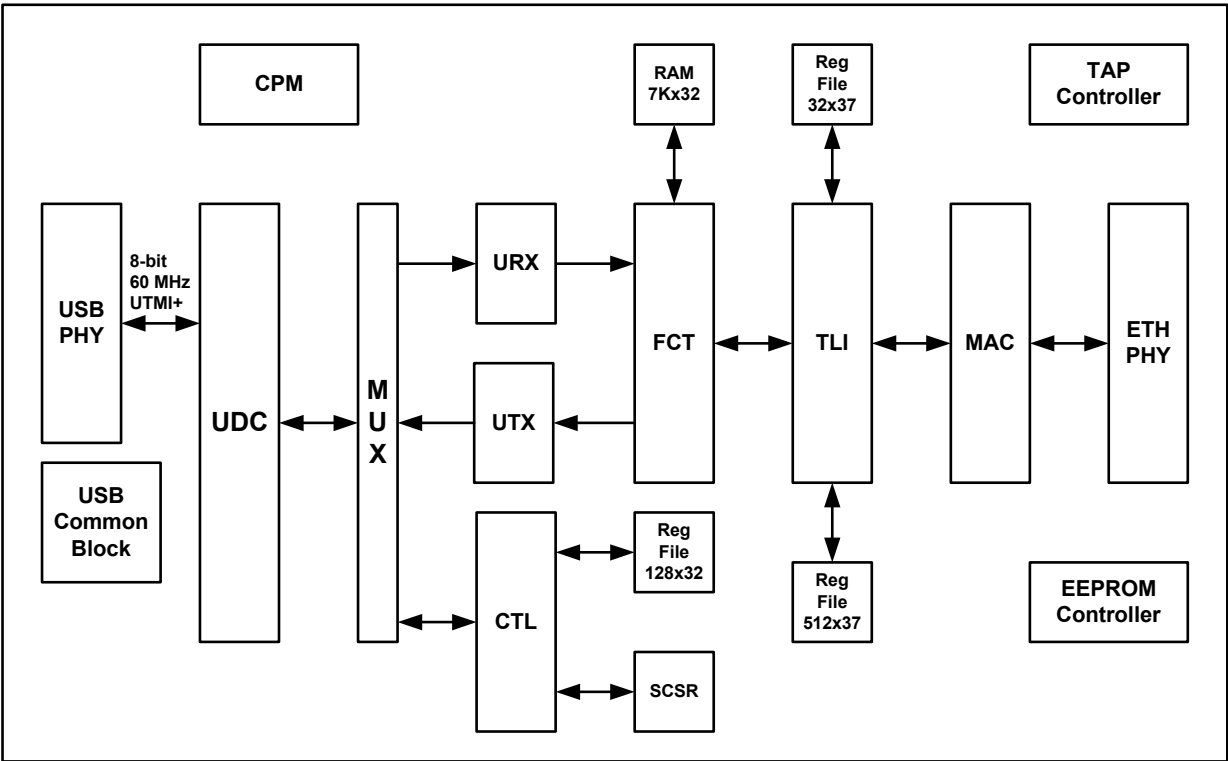 CPM
RAM
7Kx32
Reg
File
32x37
TAP
Controller
8-bit
60 MHz
UTMI+
USB
PHY
UDC
M
U
X
URX
UTX
FCT
TLI
MAC
ETH
PHY
USB
Common
Block
CTL
Reg
File
128x32
SCSR
Reg
File
512x37
EEPROM
Controller